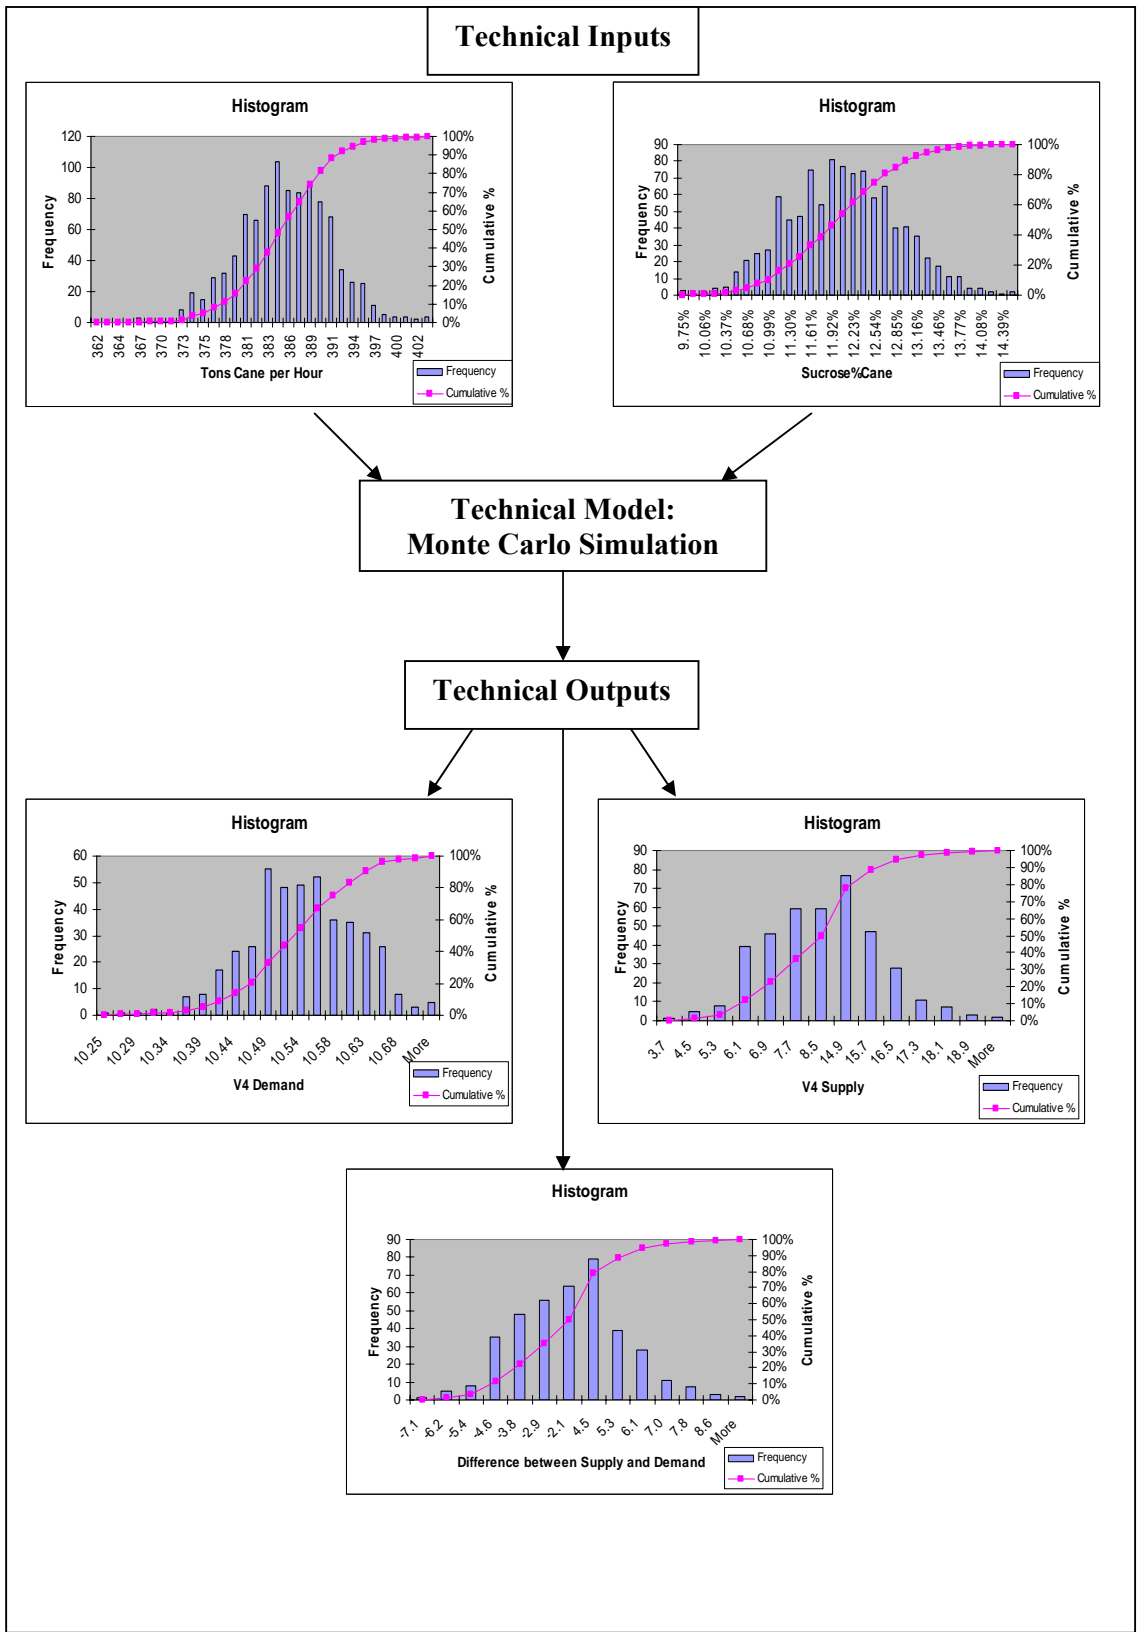 Technical Inputs
Histogram
Frequency
120
100
80
60
40
20
0
100%
90%
80%
70%
60%
50%
40%
30%
20%
10%
0%
Cumulative %
362 364 367 370 373 375 378 381 383 386 389 391 394 397 400 402
Tons Cane per Hour
Frequency
Cumulative %
Histogram
Frequency
90
80
70
60
50
40
30
20
10
0
100%
80%
60%
40%
20%
0%
Cumulative %
9.75% 10.06% 10.37% 10.68% 10.99% 11.30% 11.61% 11.92% 12.23% 12.54% 12.85% 13.16% 13.46% 13.77% 14.08% 14.39%
Sucrose%Cane
Frequency
Cumulative %
Technical Model:
Monte Carlo Simulation
Technical Outputs
Histogram
Frequency
60
50
40
30
20
10
0
100%
80%
60%
40%
20%
0%
Cumulative %
10.25 10.29 10.34 10.39 10.44 10.49 10.54 10.58 10.63 10.68 More
V4 Demand
Frequency
Cumulative %
Histogram
Frequency
90
80
70
60
50
40
30
20
10
0
100%
90%
80%
70%
60%
50%
40%
30%
20%
10%
0%
Cumulative %
3.7 4.5 5.3 6.1 6.9 7.7 8.5 14.9 15.7 16.5 17.3 18.1 18.9 More
V4 Supply
Frequency
Cumulative %
Histogram
Frequency
90
80
70
60
50
40
30
20
10
0
100%
90%
80%
70%
60%
50%
40%
30%
20%
10%
0%
Cumulative %
-7.1 -6.2 -5.4 -4.6 -3.8 -2.9 -2.1 4.5 5.3 6.1 7.0 7.8 8.6 More
Difference between Supply and Demand
Frequency
Cumulative %